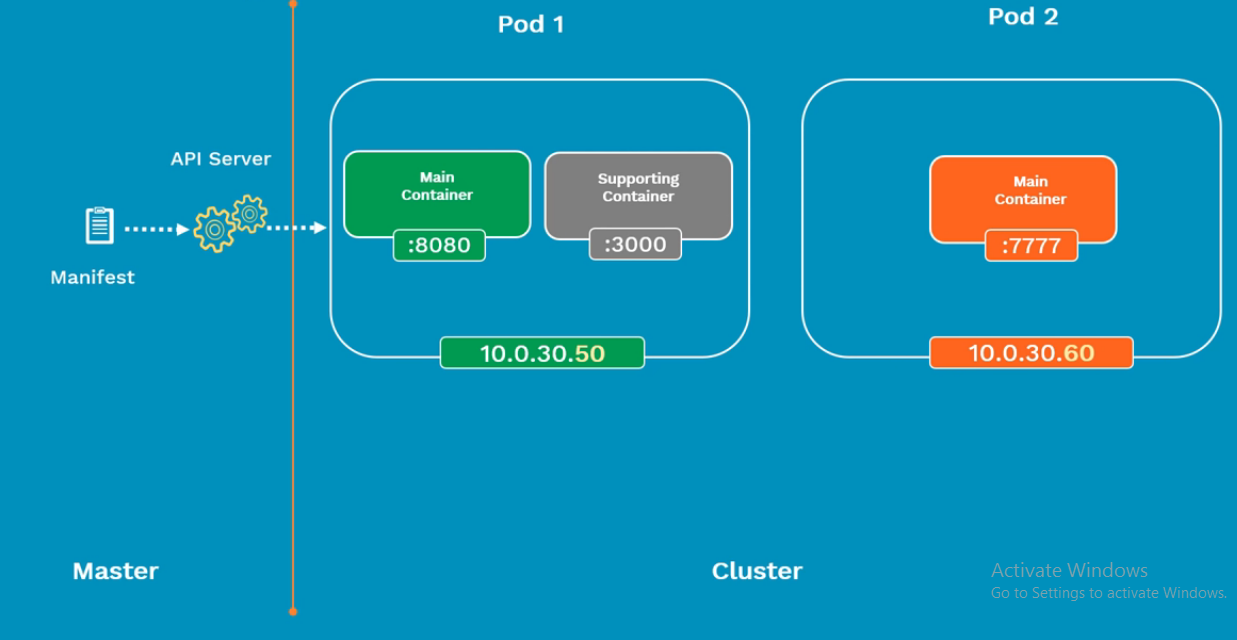 Pod 1
Pod 2
API Server
Manifest
Main
Container
:8080
Supporting
Container
:3000
10.0.30.50
Main
Container
:7777
10.0.30.60
Master
Cluster
Activate Windows
Go to Settings to activate Windows.